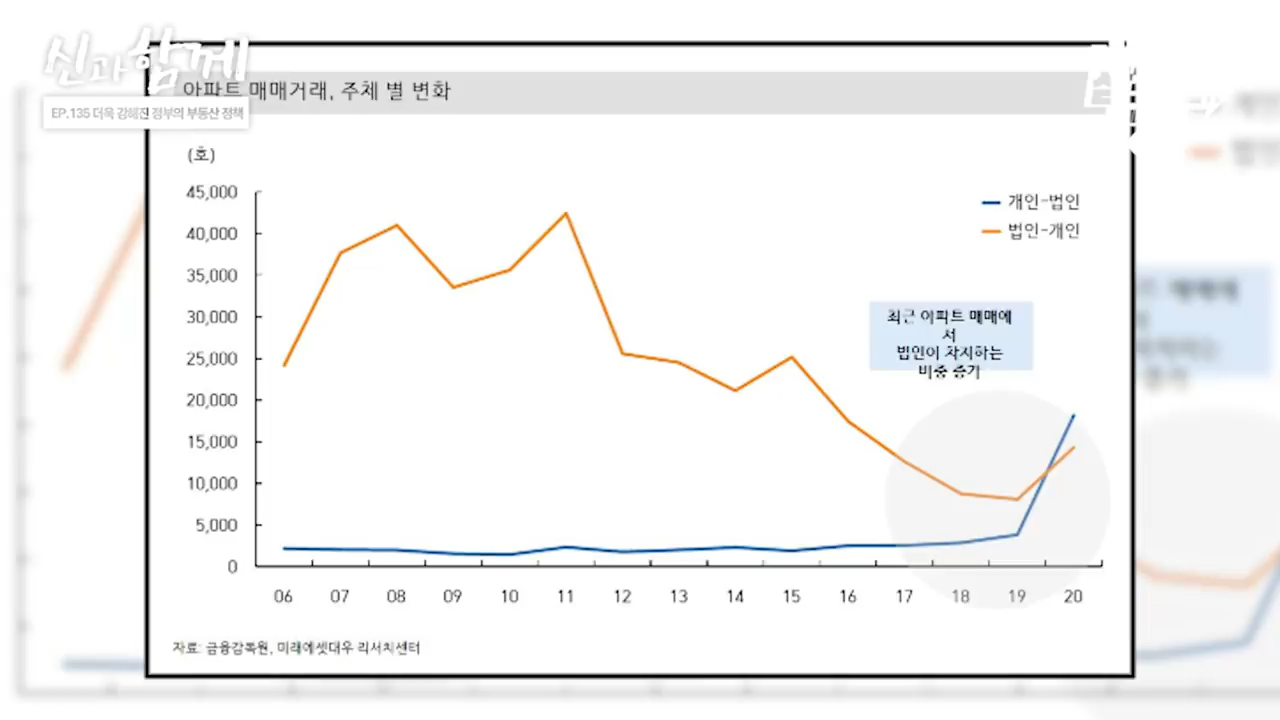 신과함께
EP.135 더욱 강해진 정부의 부동산 정책
아파트 매매거래, 주체 별 변화
(호)
45,000
40,000
35,000
30,000
25,000
20,000
15,000
10,000
5,000
0
개인-법인
법인-개인
최근 아파트 매매에
서
법인이 차지하는
비중 증가
06 07 08 09 10 11 12 13 14 15 16 17 18 19 20
자료: 금융감독원, 미래에셋대우 리서치센터